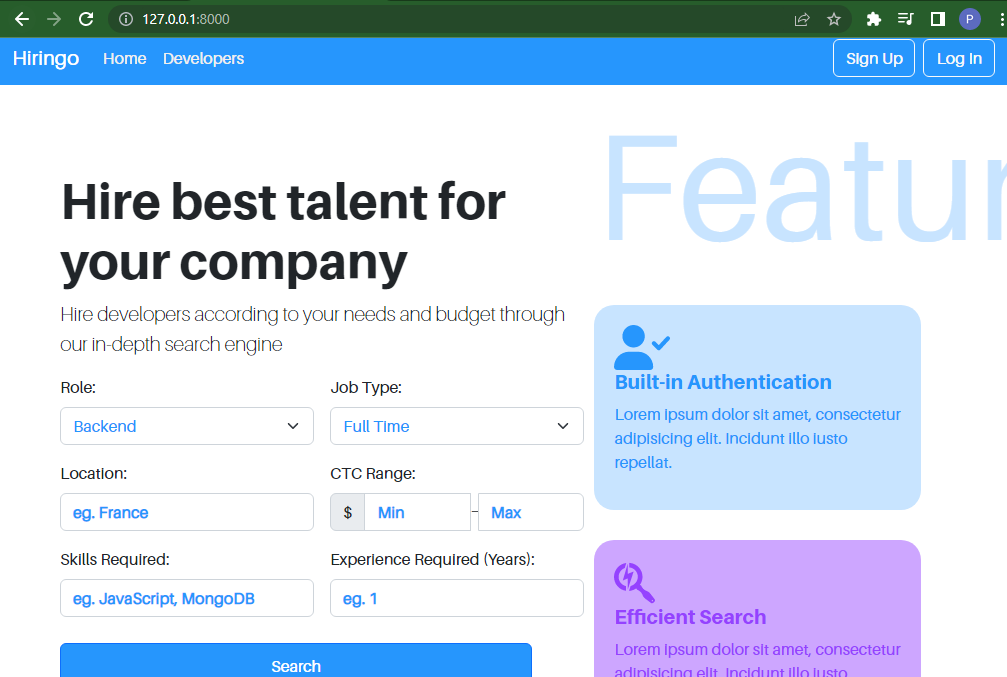 127.0.0.1:8000
P
Hiringo Home Developers Sign Up Log In
Hire best talent for
your company
Hire developers according to your needs and budget through
our in-depth search engine
Role:
Job Type:
Backend
Full Time
Location:
CTC Range:
eg. France
$ Min – Max
Skills Required:
Experience Required (Years):
eg. JavaScript, MongoDB
eg. 1
Search
Featur
Built-in Authentication
Lorem ipsum dolor sit amet, consectetur
adipisicing elit. Incidunt illo iusto
repellat.
Efficient Search
Lorem ipsum dolor sit amet, consectetur
adipisicing elit. Incidunt illo iusto